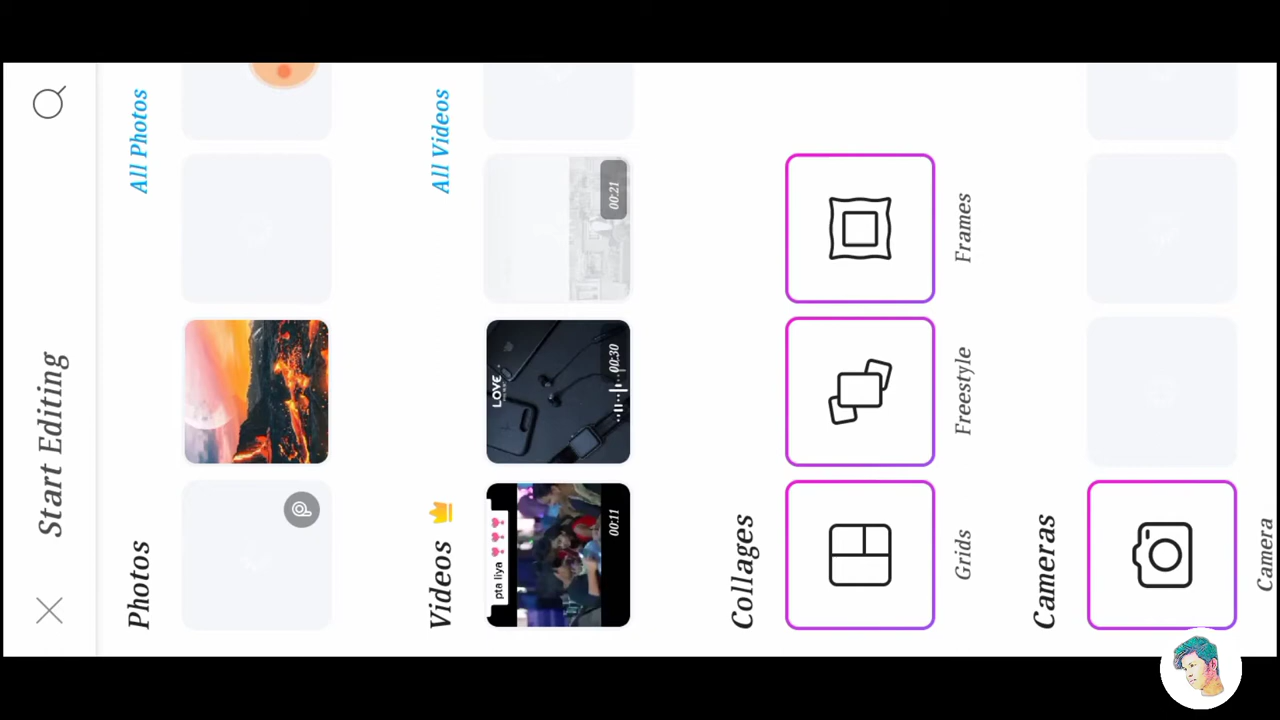 Start Editing
Photos
All Photos
Videos
All Videos
pta liya
00:11
LOVE
00:30
00:21
Collages
Grids
Freestyle
Frames
Cameras
Camera